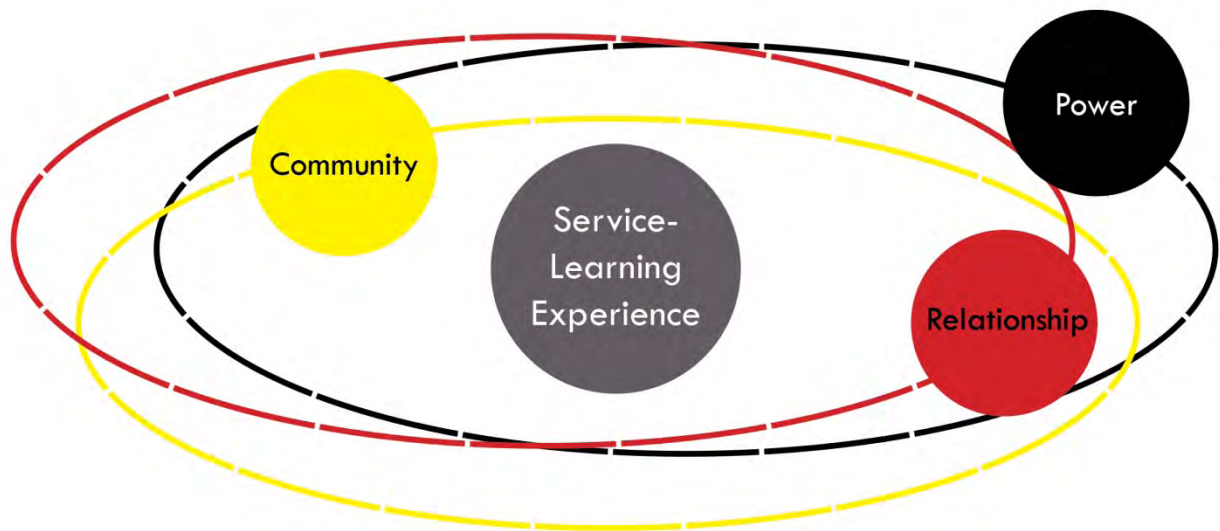 Power
Community
Service-
Learning
Experience
Relationship